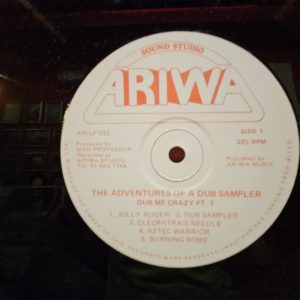 SOUND STUDIO
ARIWA
ARILP 033
SIDE 1
33⅓ RPM
Produced by
MAD PROFESSOR
Recorded at
ARIWA STUDIO
Published by
ARIWA MUSIC
THE ADVENTURES OF A DUB SAMPLER
DUB ME CRAZY PT. 7
1. JOLLY ROGER 2. DUB SAMPLER
3. CLEOPATRA'S NEEDLE
4. AZTEC WARRIOR
5. BURNING ROME